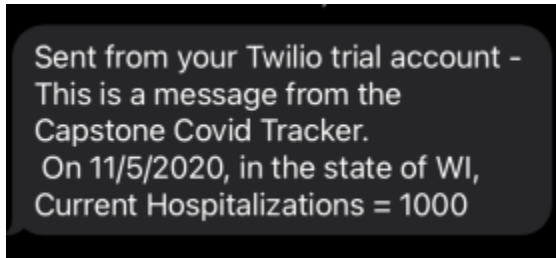 Sent from your Twilio trial account -
This is a message from the
Capstone Covid Tracker.
On 11/5/2020, in the state of WI,
Current Hospitalizations = 1000